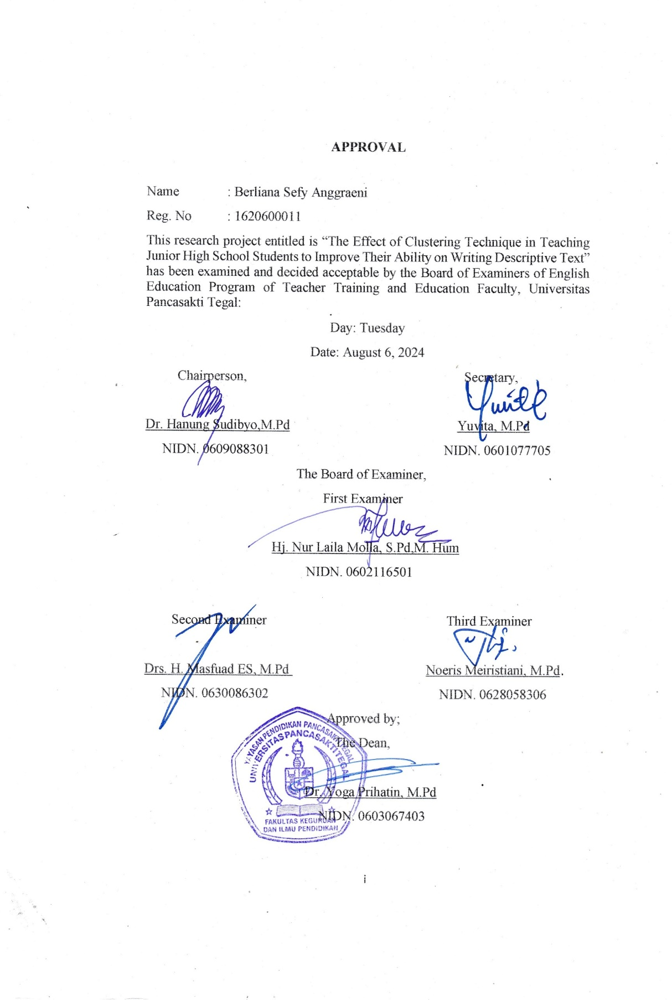 APPROVAL
Name : Berliana Sefy Anggraeni
Reg. No : 1620600011
This research project entitled is “The Effect of Clustering Technique in Teaching
Junior High School Students to Improve Their Ability on Writing Descriptive Text”
has been examined and decided acceptable by the Board of Examiners of English
Education Program of Teacher Training and Education Faculty, Universitas
Pancasakti Tegal:
Day: Tuesday
Date: August 6, 2024
Chairperson, Secretary,
Dr. Hanung Sudibyo,M.Pd Yuvita, M.Pd
NIDN. 0609088301 NIDN. 0601077705
The Board of Examiner,
First Examiner
Hj. Nur Laila Molla, S.Pd,M. Hum
NIDN. 0602116501
Second Examiner Third Examiner
Drs. H. Masfuad ES, M.Pd Noeris Meiristiani, M.Pd.
NIDN. 0630086302 NIDN. 0628058306
Approved by;
The Dean,
Dr. Yoga Prihatin, M.Pd
NIDN. 0603067403
YAYASAN PENDIDIKAN PANCASAKTI TEGAL
UNIVERSITAS PANCASAKTI TEGAL
FAKULTAS KEGURUAN
DAN ILMU PENDIDIKAN
i